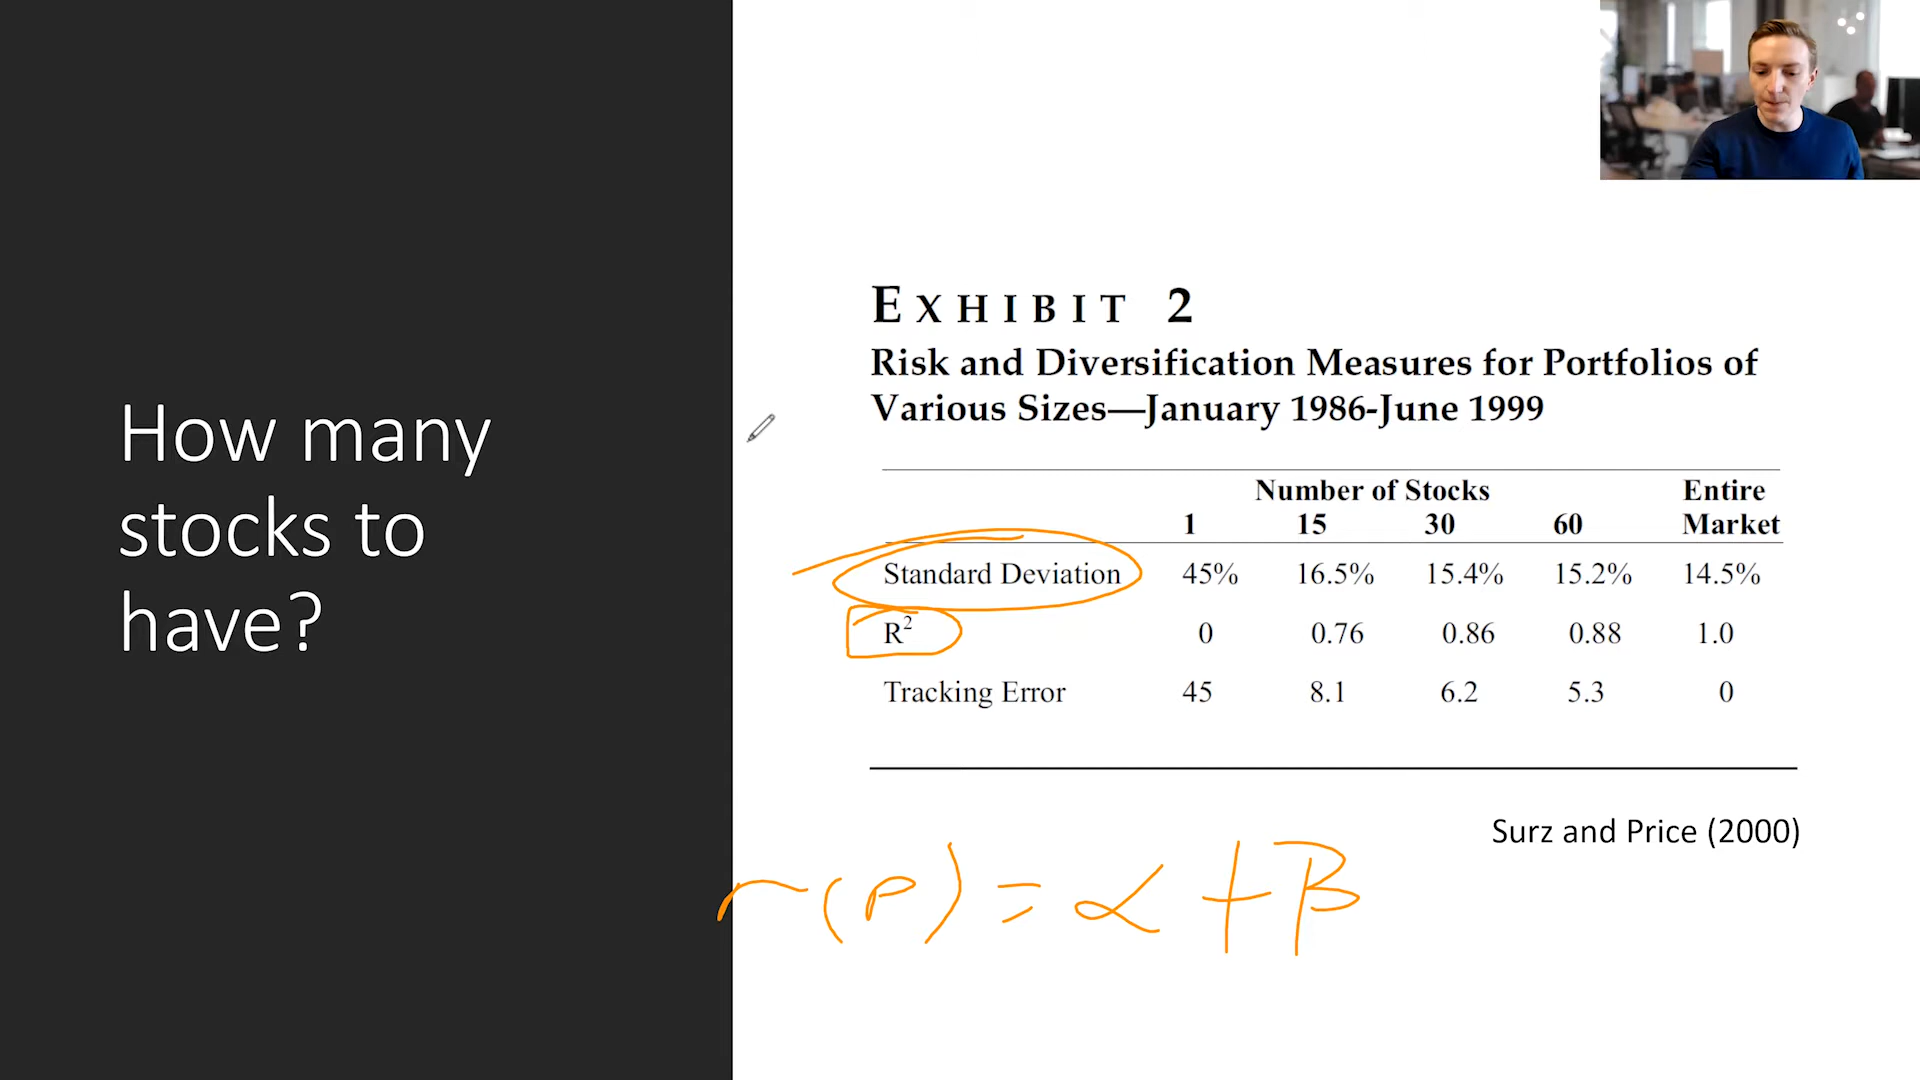 How many
stocks to
have?
EXHIBIT 2
Risk and Diversification Measures for Portfolios of
Various Sizes—January 1986-June 1999
Number of Stocks Entire
1 15 30 60 Market
Standard Deviation 45% 16.5% 15.4% 15.2% 14.5%
R² 0 0.76 0.86 0.88 1.0
Tracking Error 45 8.1 6.2 5.3 0
Surz and Price (2000)
r(P) = α + β